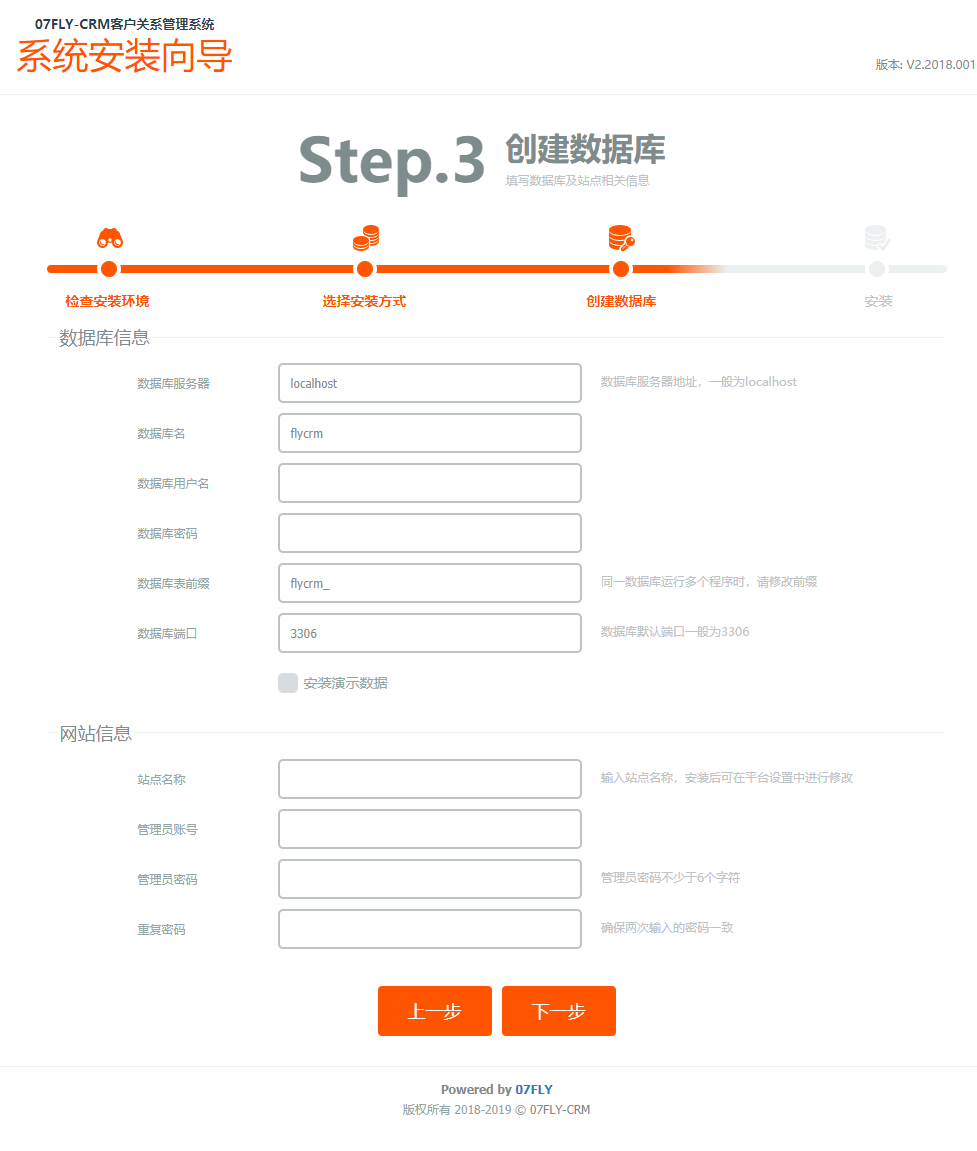 07FLY-CRM客户关系管理系统
系统安装向导
版本: V2.2018.001
Step.3
创建数据库
填写数据库及站点相关信息
检查安装环境
选择安装方式
创建数据库
安装
数据库信息
数据库服务器 localhost 数据库服务器地址，一般为localhost
数据库名 flycrm
数据库用户名
数据库密码
数据库表前缀 flycrm_ 同一数据库运行多个程序时，请修改前缀
数据库端口 3306 数据库默认端口一般为3306
安装演示数据
网站信息
站点名称 输入站点名称，安装后可在平台设置中进行修改
管理员账号
管理员密码 管理员密码不少于6个字符
重复密码 确保两次输入的密码一致
上一步 下一步
Powered by 07FLY
版权所有 2018-2019 © 07FLY-CRM